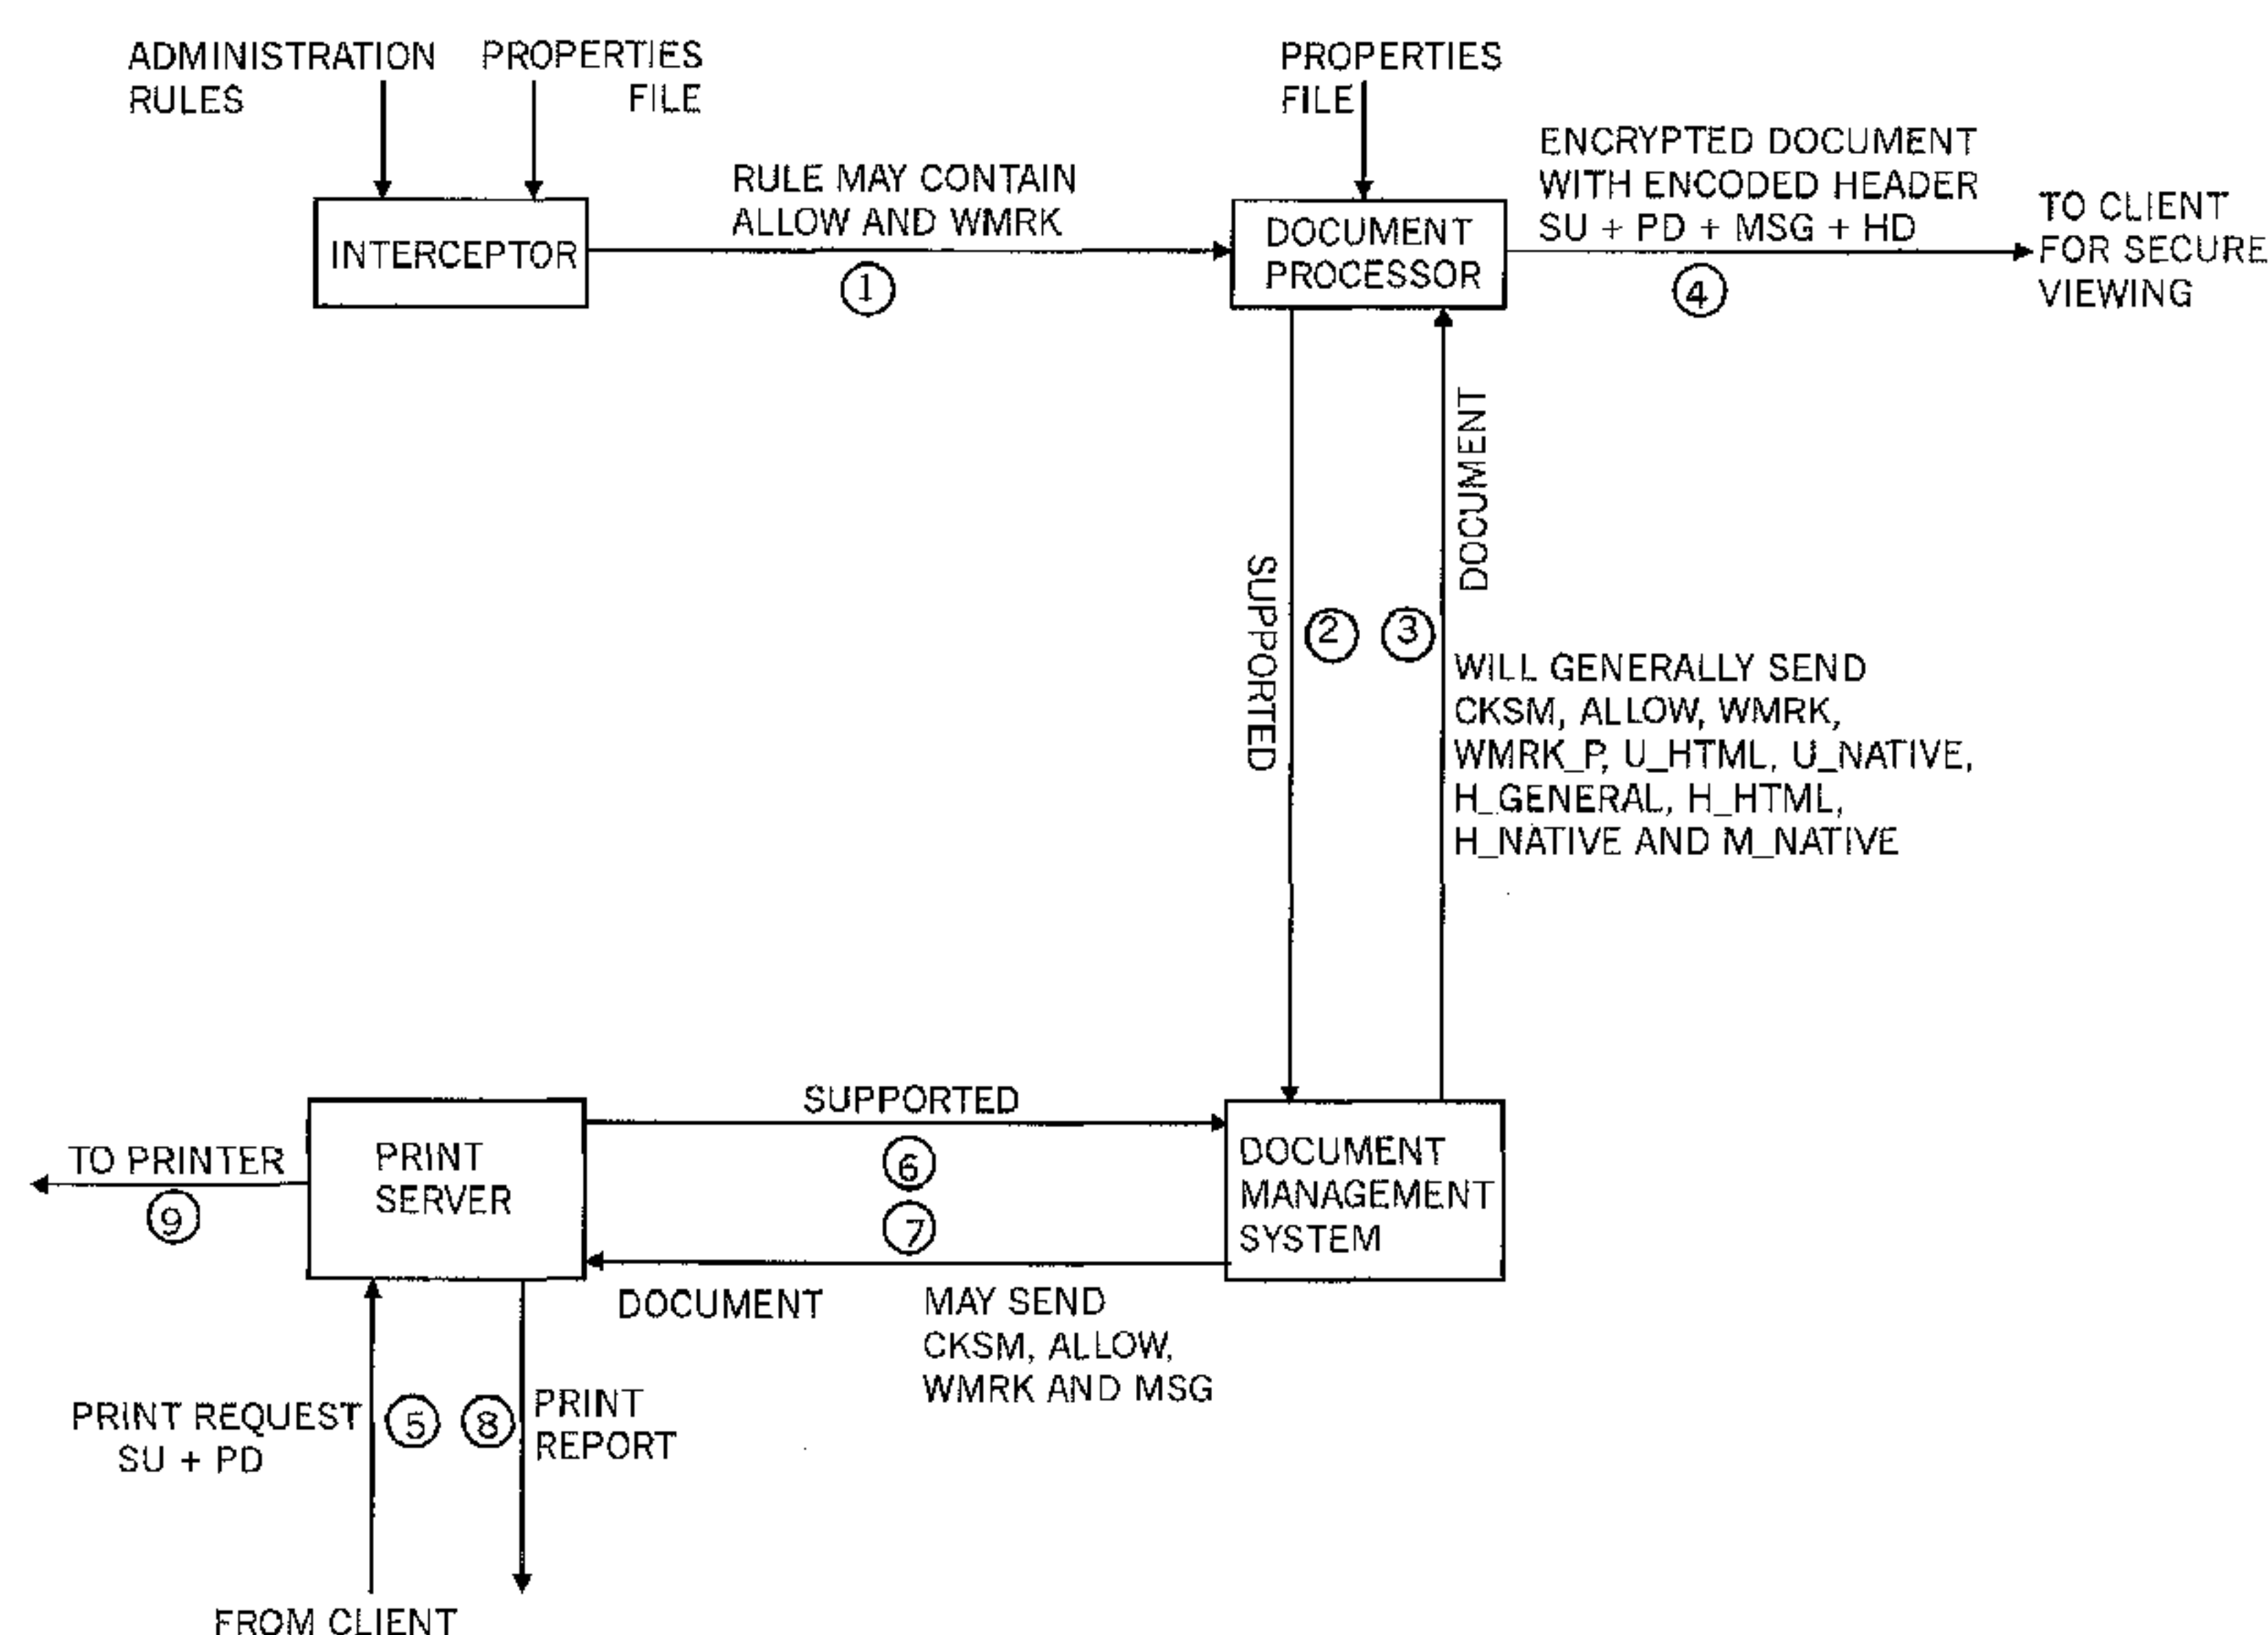 ADMINISTRATION
RULES
PROPERTIES
FILE
PROPERTIES
FILE
RULE MAY CONTAIN
ALLOW AND WMRK
1
INTERCEPTOR
DOCUMENT
PROCESSOR
ENCRYPTED DOCUMENT
WITH ENCODED HEADER
SU + PD + MSG + HD
4
TO CLIENT
FOR SECURE
VIEWING
SUPPORTED
2
3
DOCUMENT
WILL GENERALLY SEND
CKSM, ALLOW, WMRK,
WMRK_P, U_HTML, U_NATIVE,
H_GENERAL, H_HTML,
H_NATIVE AND M_NATIVE
TO PRINTER
9
PRINT
SERVER
SUPPORTED
6
7
DOCUMENT
MANAGEMENT
SYSTEM
DOCUMENT
MAY SEND
CKSM, ALLOW,
WMRK AND MSG
PRINT REQUEST
SU + PD
5
8
PRINT
REPORT
FROM CLIENT